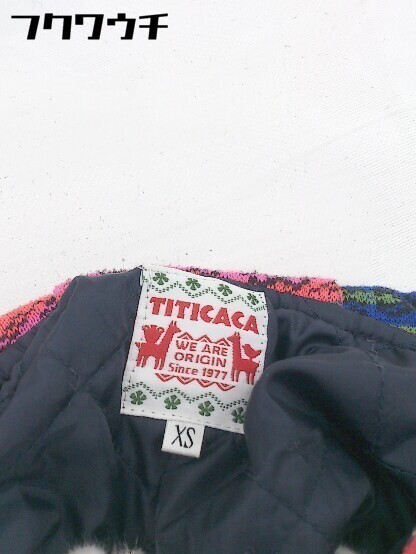 フクワウチ
TITICACA
WE ARE
ORIGIN
Since 1977
XS